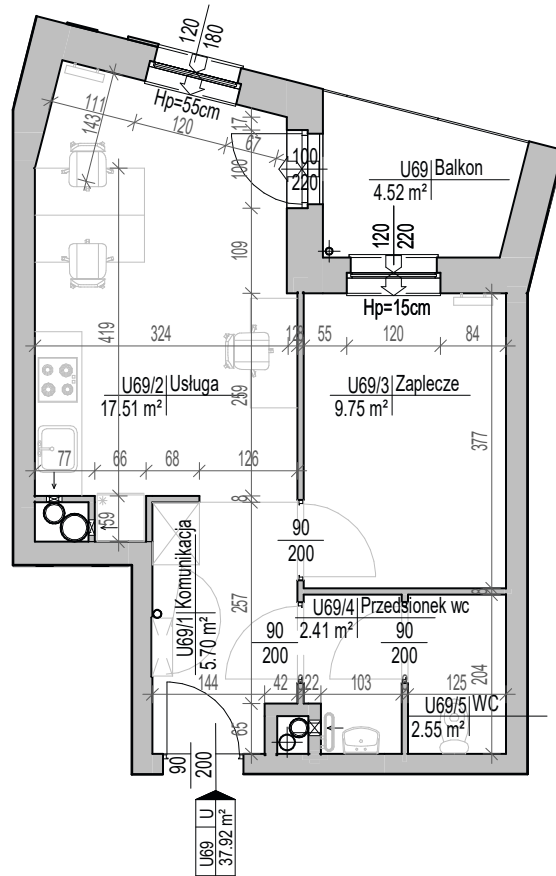 120
180
Hp=55cm
111
143
120
67
17
100
100
220
U69 Balkon
4.52 m²
120
220
109
Hp=15cm
419
324
12
55
120
84
U69/2 Usługa
17.51 m²
259
U69/3 Zaplecze
9.75 m²
377
77
66
68
126
8
59
90
200
U69/1 Komunikacja
5.70 m²
257
U69/4 Przedsionek wc
2.41 m²
90
200
90
200
204
144
42
22
103
125
U69/5 WC
2.55 m²
65
90
200
U69 U
37.92 m²